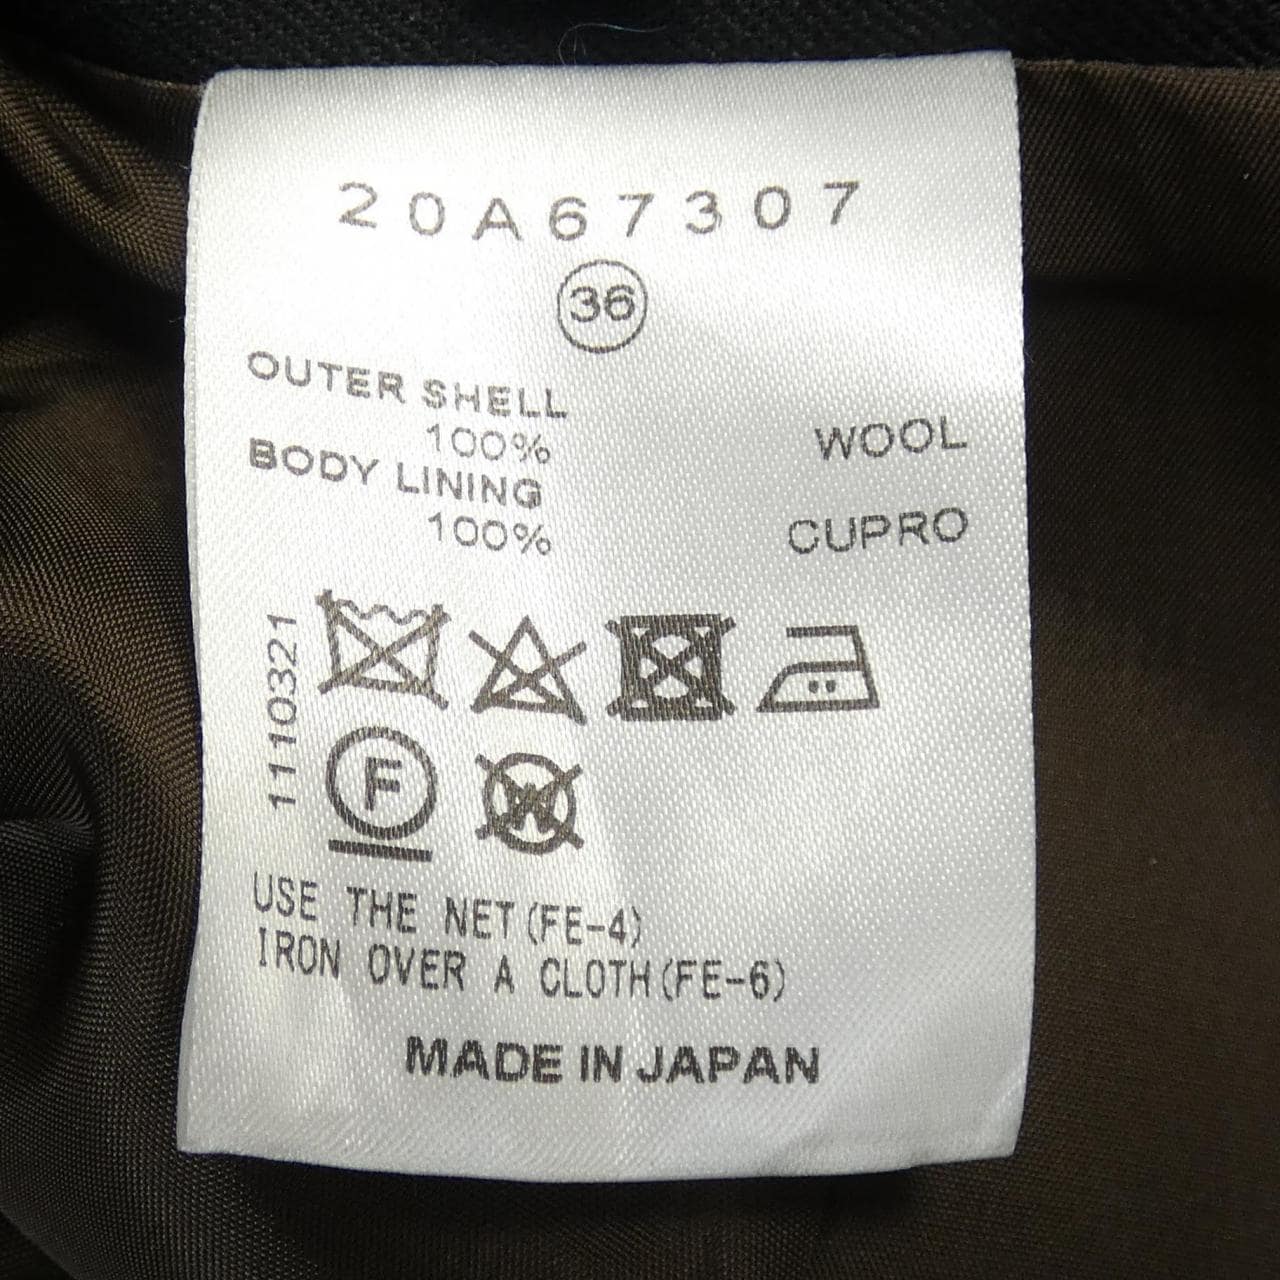 20A67307
36
OUTER SHELL
100% WOOL
BODY LINING
100% CUPRO
1110321
F
W
USE THE NET(FE-4)
IRON OVER A CLOTH(FE-6)
MADE IN JAPAN